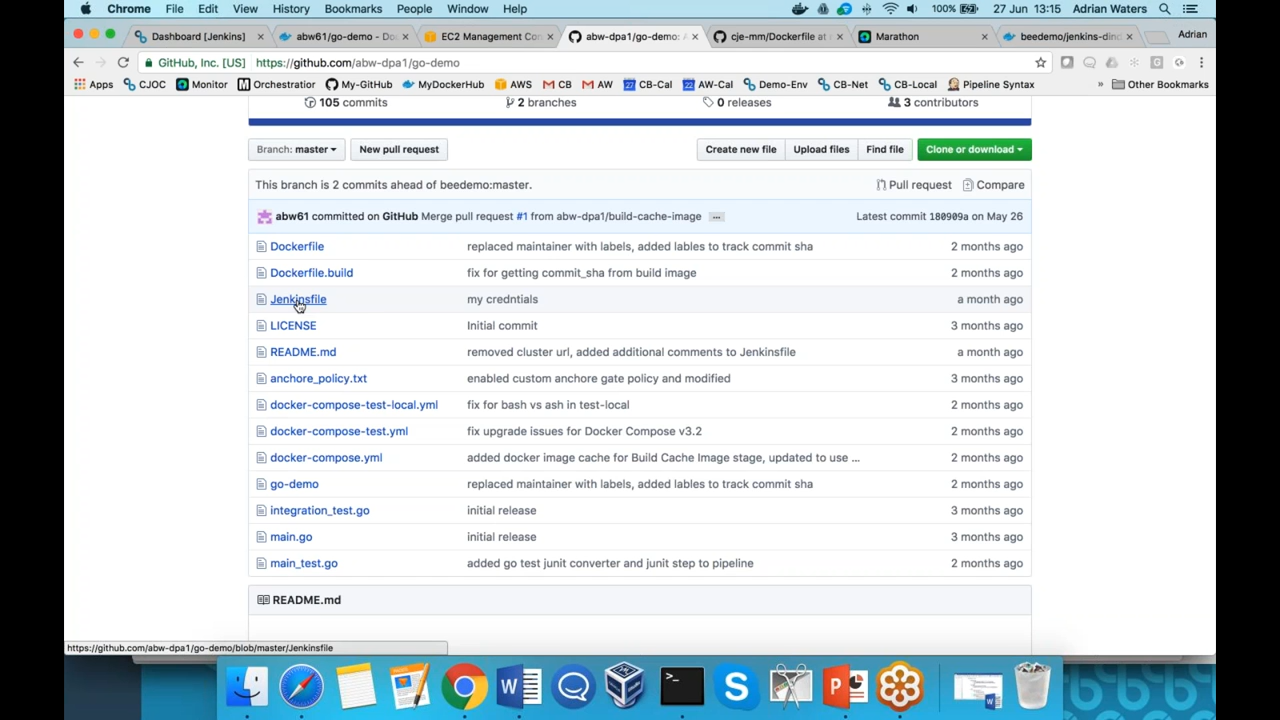 Chrome File Edit View History Bookmarks People Window Help 100% 27 Jun 13:15 Adrian Waters
Dashboard [Jenkins] abw61/go-demo - Doc EC2 Management Con abw-dpa1/go-demo: A cje-mm/Dockerfile at Marathon beedemo/jenkins-dind Adrian
GitHub, Inc. [US] https://github.com/abw-dpa1/go-demo
Apps CJOC Monitor Orchestratior My-GitHub MyDockerHub AWS CB AW CB-Cal AW-Cal Demo-Env CB-Net CB-Local Pipeline Syntax » Other Bookmarks
105 commits 2 branches 0 releases 3 contributors
Branch: master New pull request Create new file Upload files Find file Clone or download
This branch is 2 commits ahead of beedemo:master. Pull request Compare
abw61 committed on GitHub Merge pull request #1 from abw-dpa1/build-cache-image ... Latest commit 180909a on May 26
Dockerfile replaced maintainer with labels, added lables to track commit sha 2 months ago
Dockerfile.build fix for getting commit_sha from build image 2 months ago
Jenkinsfile my credntials a month ago
LICENSE Initial commit 3 months ago
README.md removed cluster url, added additional comments to Jenkinsfile a month ago
anchore_policy.txt enabled custom anchore gate policy and modified 3 months ago
docker-compose-test-local.yml fix for bash vs ash in test-local 2 months ago
docker-compose-test.yml fix upgrade issues for Docker Compose v3.2 2 months ago
docker-compose.yml added docker image cache for Build Cache Image stage, updated to use ... 2 months ago
go-demo replaced maintainer with labels, added lables to track commit sha 2 months ago
integration_test.go initial release 3 months ago
main.go initial release 3 months ago
main_test.go added go test junit converter and junit step to pipeline 2 months ago
README.md
https://github.com/abw-dpa1/go-demo/blob/master/Jenkinsfile